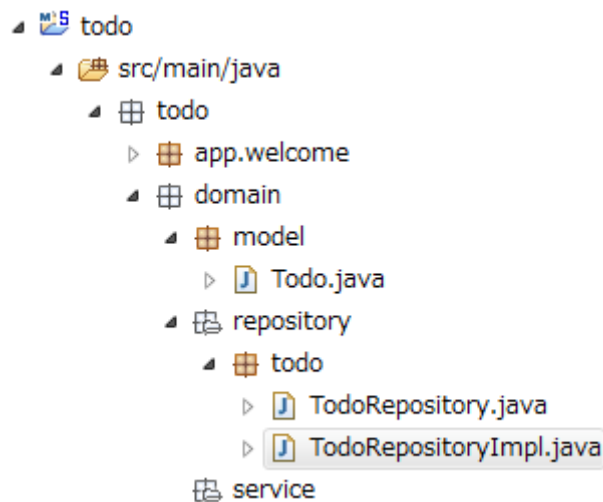 todo
src/main/java
todo
app.welcome
domain
model
Todo.java
repository
todo
TodoRepository.java
TodoRepositoryImpl.java
service